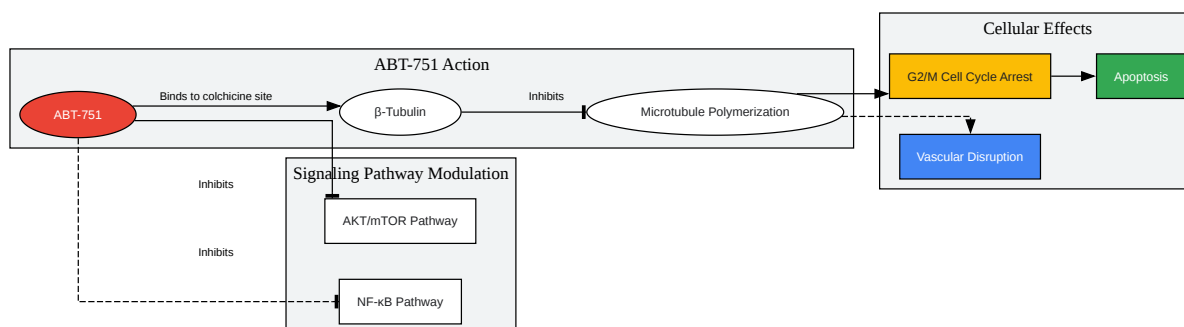 Cellular Effects
ABT-751 Action
G2/M Cell Cycle Arrest
Apoptosis
Binds to colchicine site
Inhibits
ABT-751
β-Tubulin
Microtubule Polymerization
Vascular Disruption
Signaling Pathway Modulation
Inhibits
AKT/mTOR Pathway
Inhibits
NF-κB Pathway